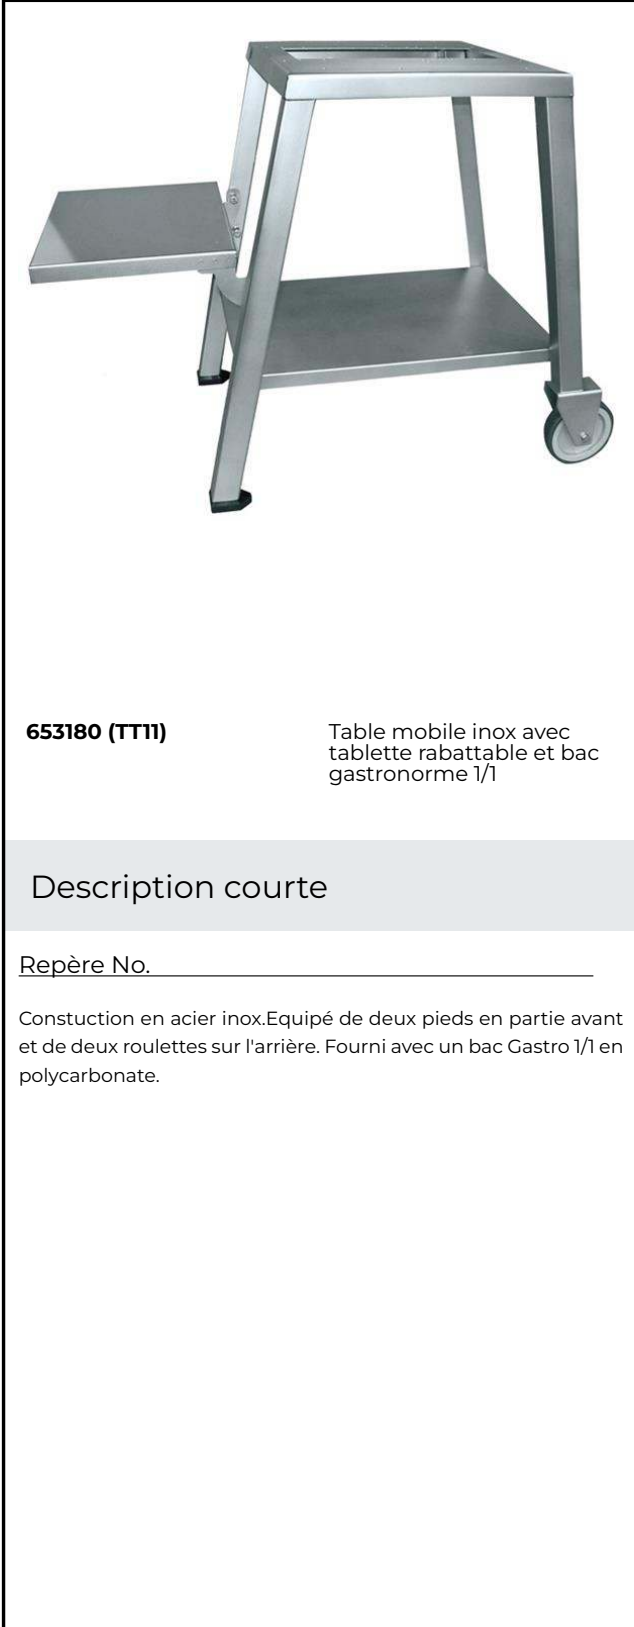 653180 (TT11)
Table mobile inox avec
tablette rabattable et bac
gastronorme 1/1
Description courte
Repère No.
Constuction en acier inox.Equipé de deux pieds en partie avant
et de deux roulettes sur l'arrière. Fourni avec un bac Gastro 1/1 en
polycarbonate.